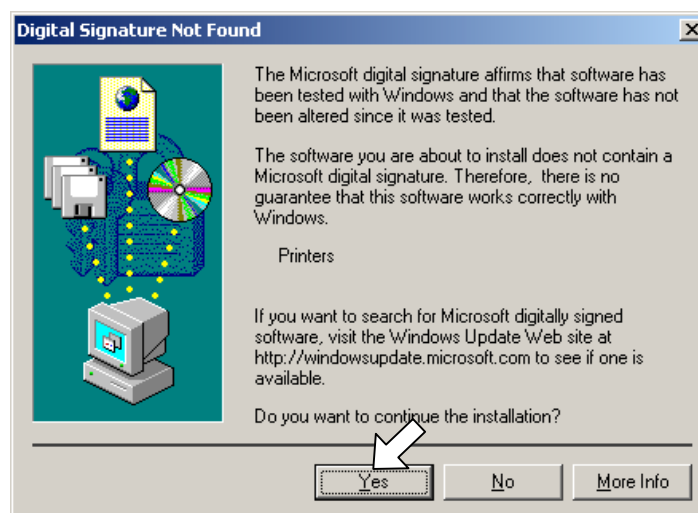 Digital Signature Not Found
The Microsoft digital signature affirms that software has
been tested with Windows and that the software has not
been altered since it was tested.
The software you are about to install does not contain a
Microsoft digital signature. Therefore, there is no
guarantee that this software works correctly with
Windows.
Printers
If you want to search for Microsoft digitally signed
software, visit the Windows Update Web site at
http://windowsupdate.microsoft.com to see if one is
available.
Do you want to continue the installation?
Yes No More Info